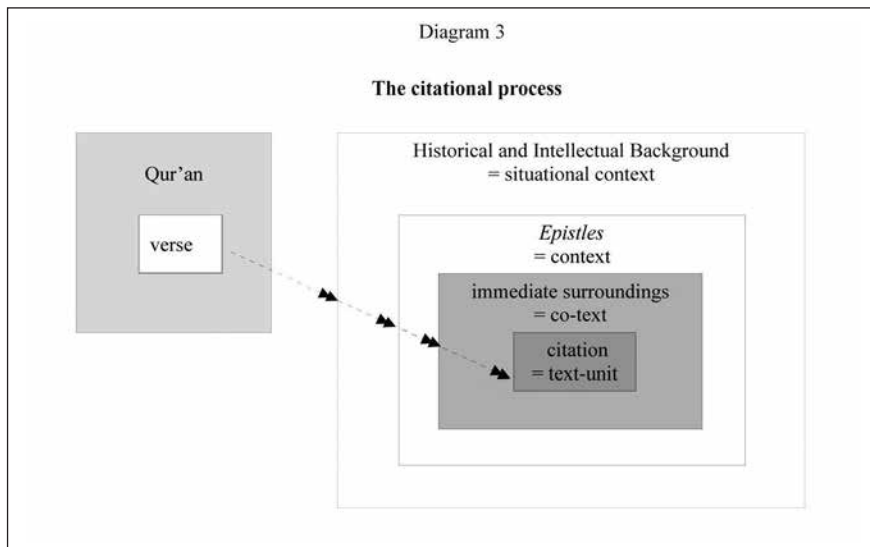 Diagram 3
The citational process
Qur’an
verse
Historical and Intellectual Background
= situational context
Epistles
= context
immediate surroundings
= co-text
citation
= text-unit